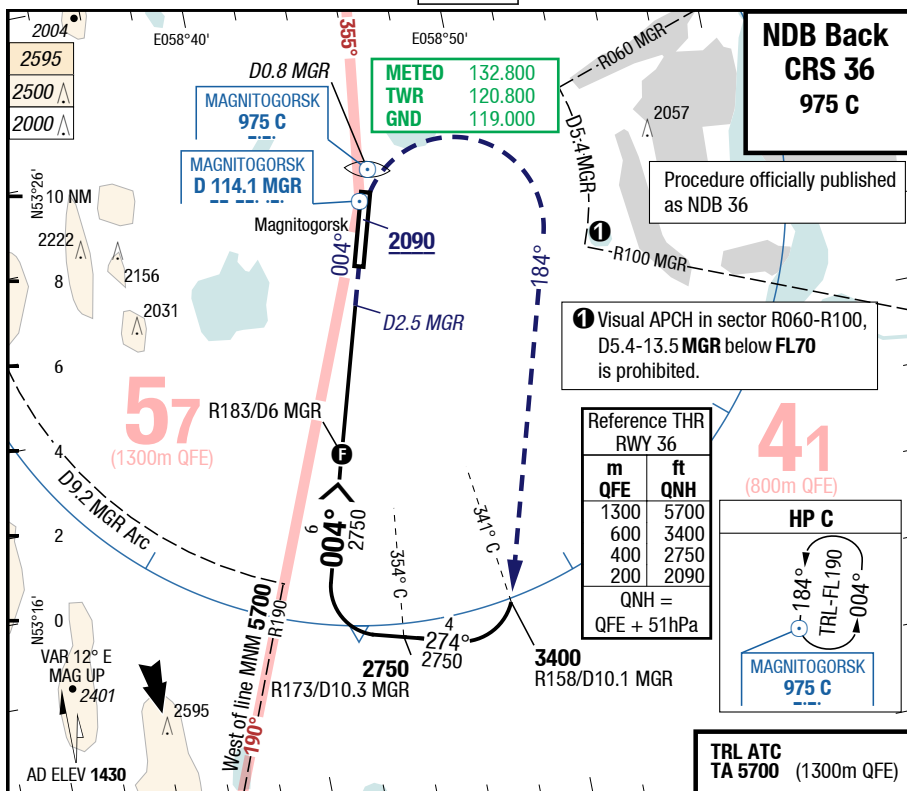 2004
2595
2500
2000
E058°40'
355°
E058°50'
R060 MGR
NDB Back
CRS 36
975 C
D0.8 MGR
MAGNITOGORSK
975 C
METEO 132.800
TWR 120.800
GND 119.000
2057
D5.4 MGR
MAGNITOGORSK
D 114.1 MGR
Procedure officially published
as NDB 36
N53°26'
10 NM
Magnitogorsk
2090
004°
184°
1
R100 MGR
2222
2156
8
2031
D2.5 MGR
1 Visual APCH in sector R060-R100,
D5.4-13.5 MGR below FL70
is prohibited.
6
57
(1300m QFE)
R183/D6 MGR
F
Reference THR
RWY 36
m ft
QFE QNH
1300 5700
600 3400
400 2750
200 2090
QNH =
QFE + 51hPa
41
(800m QFE)
4
D9.2 MGR Arc
2
004°
9
2750
354° C
341° C
HP C
184°
TRL-FL190
004°
MAGNITOGORSK
975 C
N53°16'
0
West of line MNM 5700
R190
190°
4
274°
2750
2750
R173/D10.3 MGR
3400
R158/D10.1 MGR
VAR 12° E
MAG UP
2401
2595
AD ELEV 1430
TRL ATC
TA 5700 (1300m QFE)